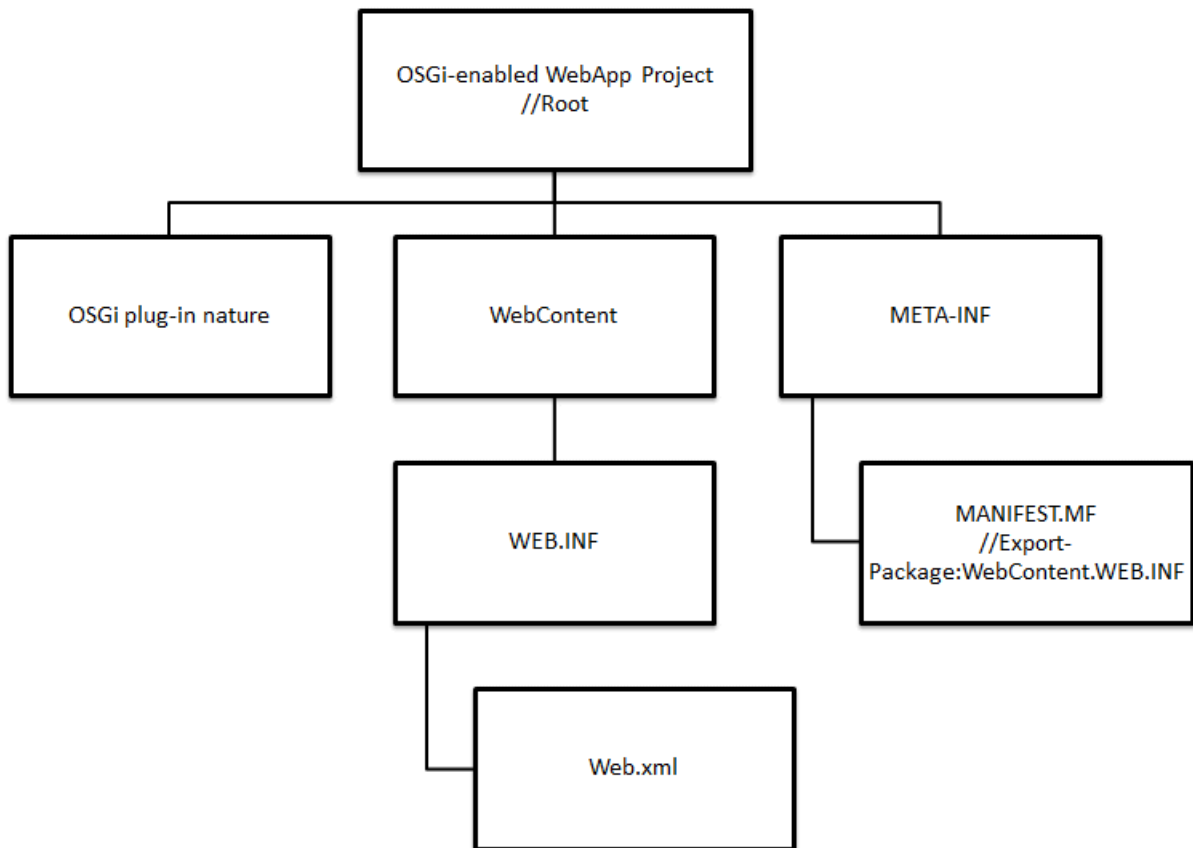 OSGi-enabled WebApp Project
//Root
OSGi plug-in nature
WebContent
META-INF
WEB.INF
MANIFEST.MF
//Export-
Package:WebContent.WEB.INF
Web.xml